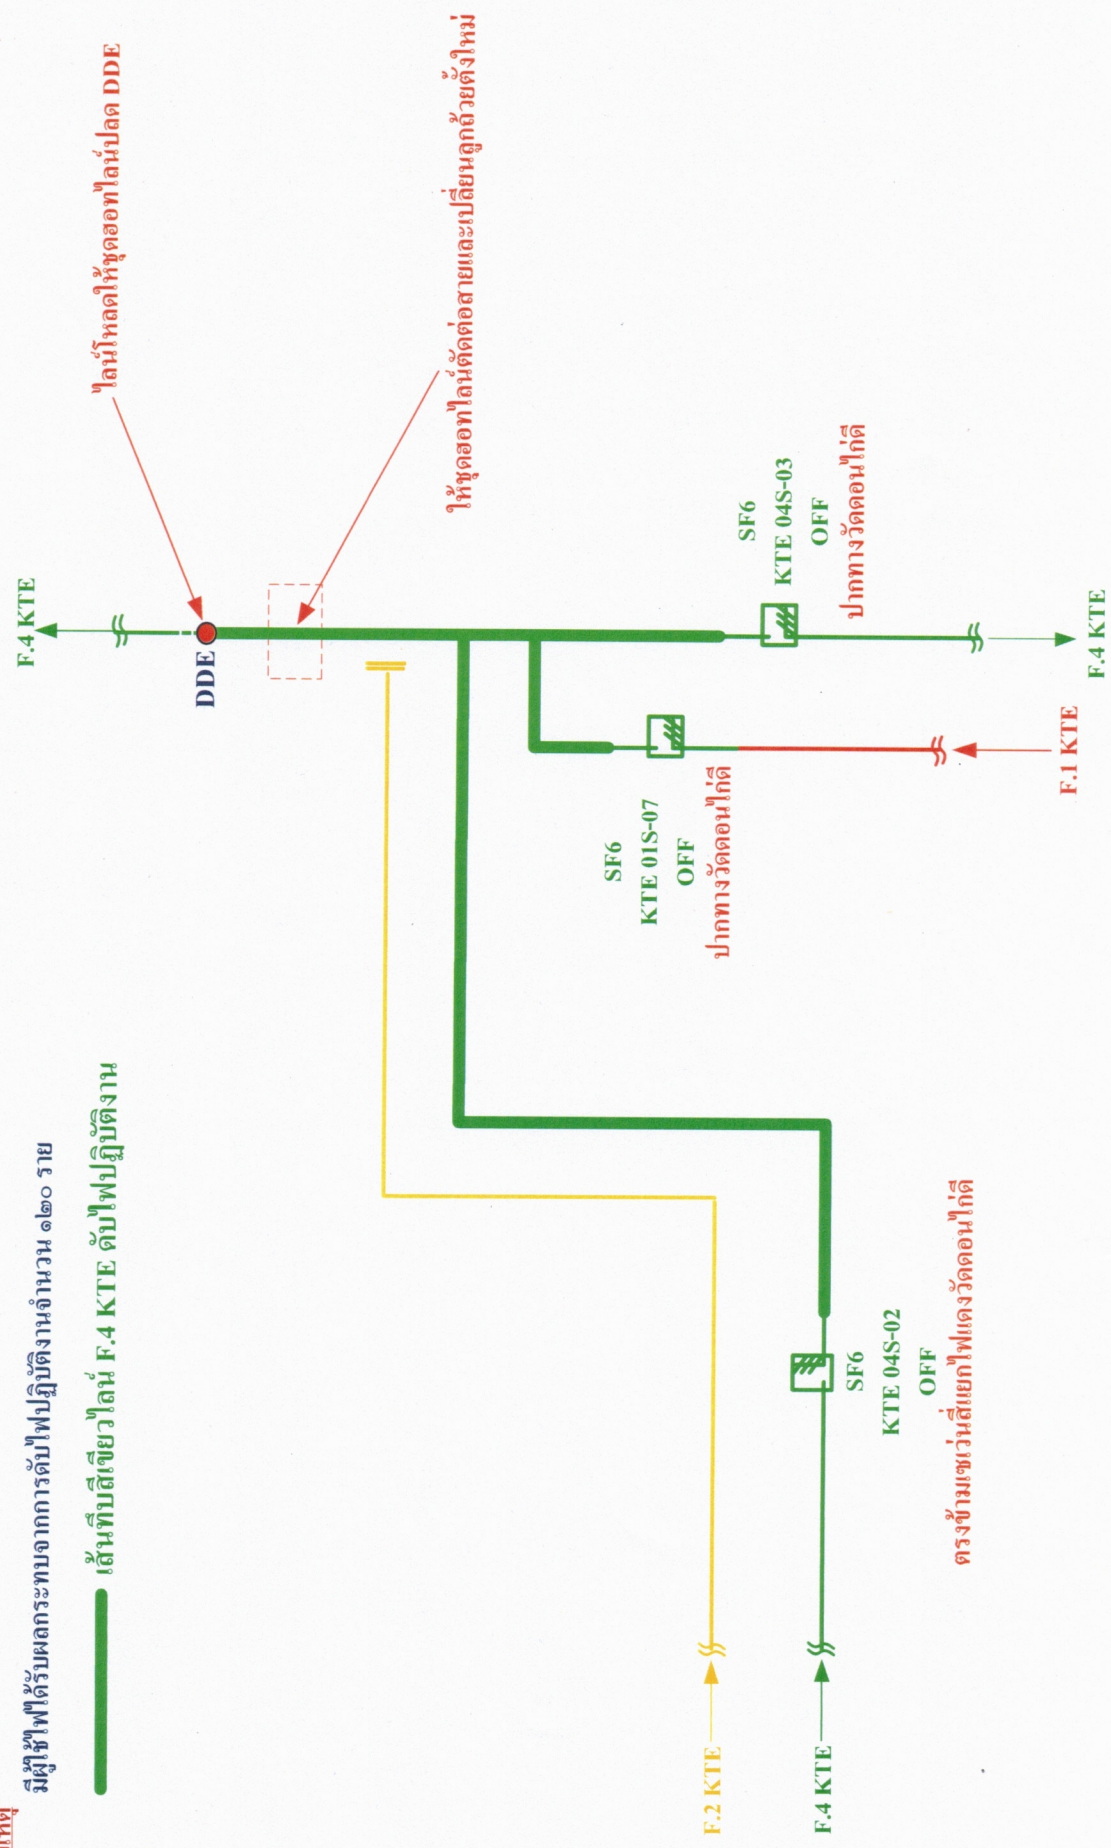 มีผู้ใช้ไฟได้รับผลกระทบจากการดับไฟปฏิบัติงานจำนวน ๑๒๐ ราย
เส้นทึบสีเขียวไลน์ F.4 KTE ดับไฟปฏิบัติงาน
ไลน์โหลดให้ชุดฮอทไลน์ปลด DDE
ให้ชุดฮอทไลน์ตัดต่อสายและเปลี่ยนลูกถ้วยตั้งใหม่
F.4 KTE
DDE
SF6
KTE 04S-03
OFF
ปากทางวัดดอนไก่ดี
F.4 KTE
SF6
KTE 01S-07
OFF
ปากทางวัดดอนไก่ดี
F.1 KTE
SF6
KTE 04S-02
OFF
ตรงข้ามเซเว่นสี่แยกไฟแดงวัดดอนไก่ดี
F.2 KTE
F.4 KTE